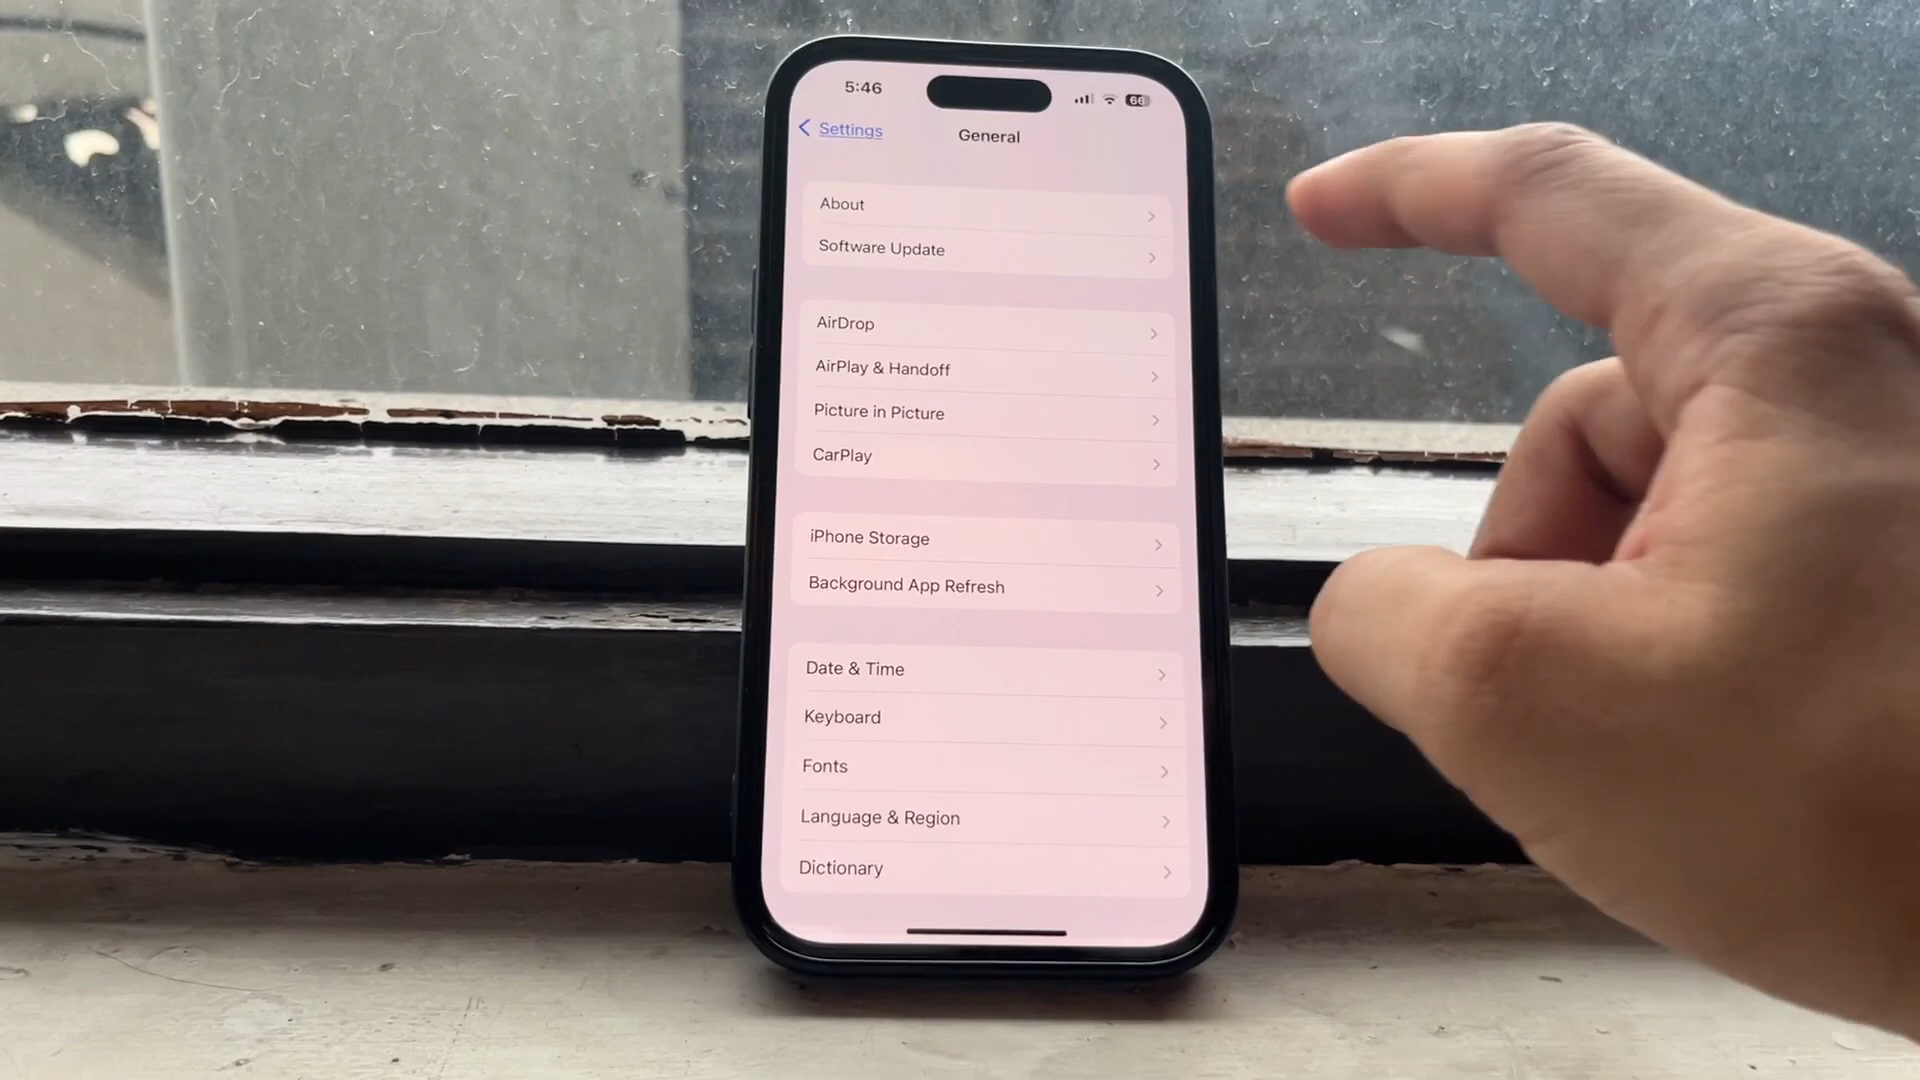 5:46
66
Settings
General
About
Software Update
AirDrop
AirPlay & Handoff
Picture in Picture
CarPlay
iPhone Storage
Background App Refresh
Date & Time
Keyboard
Fonts
Language & Region
Dictionary